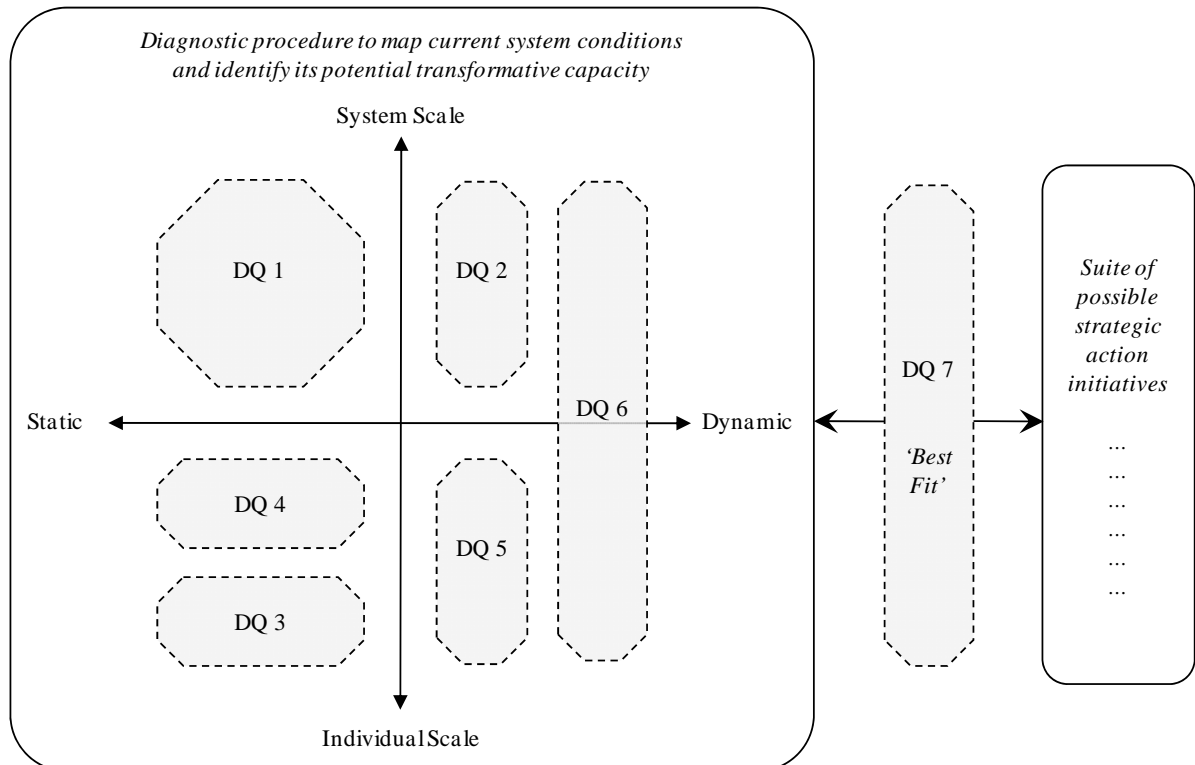 Diagnostic procedure to map current system conditions
and identify its potential transformative capacity
System Scale
DQ 1
DQ 2
DQ 6
DQ 7
Suite of
possible
strategic
action
initiatives
Static
Dynamic
‘Best
Fit’
...
...
...
...
...
...
DQ 4
DQ 5
DQ 3
Individual Scale